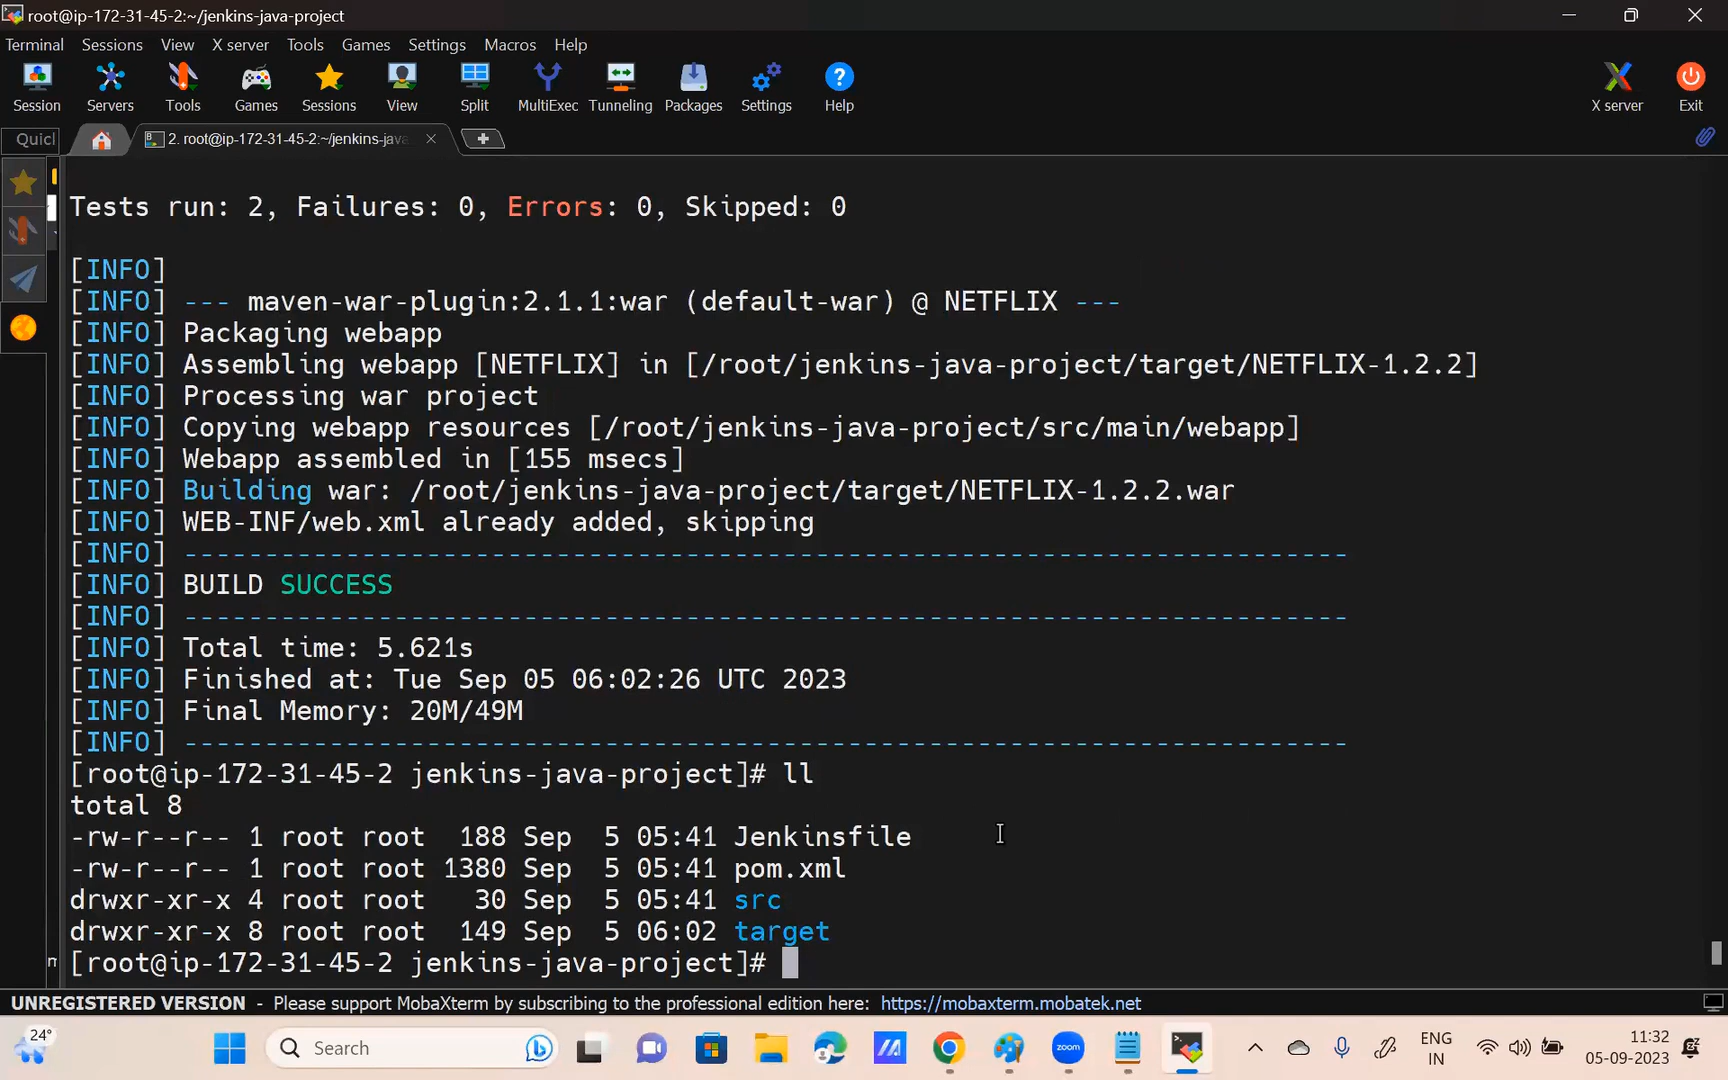 root@ip-172-31-45-2:~/jenkins-java-project
Terminal Sessions View X server Tools Games Settings Macros Help
Session Servers Tools Games Sessions View Split MultiExec Tunneling Packages Settings Help X server Exit
Quicl 2. root@ip-172-31-45-2:~/jenkins-java
Tests run: 2, Failures: 0, Errors: 0, Skipped: 0
[INFO]
[INFO] --- maven-war-plugin:2.1.1:war (default-war) @ NETFLIX ---
[INFO] Packaging webapp
[INFO] Assembling webapp [NETFLIX] in [/root/jenkins-java-project/target/NETFLIX-1.2.2]
[INFO] Processing war project
[INFO] Copying webapp resources [/root/jenkins-java-project/src/main/webapp]
[INFO] Webapp assembled in [155 msecs]
[INFO] Building war: /root/jenkins-java-project/target/NETFLIX-1.2.2.war
[INFO] WEB-INF/web.xml already added, skipping
[INFO] ------------------------------------------------------------------------
[INFO] BUILD SUCCESS
[INFO] ------------------------------------------------------------------------
[INFO] Total time: 5.621s
[INFO] Finished at: Tue Sep 05 06:02:26 UTC 2023
[INFO] Final Memory: 20M/49M
[INFO] ------------------------------------------------------------------------
[root@ip-172-31-45-2 jenkins-java-project]# ll
total 8
-rw-r--r-- 1 root root 188 Sep 5 05:41 Jenkinsfile
-rw-r--r-- 1 root root 1380 Sep 5 05:41 pom.xml
drwxr-xr-x 4 root root 30 Sep 5 05:41 src
drwxr-xr-x 8 root root 149 Sep 5 06:02 target
[root@ip-172-31-45-2 jenkins-java-project]#
UNREGISTERED VERSION - Please support MobaXterm by subscribing to the professional edition here: https://mobaxterm.mobatek.net
24° Search zoom ENG 11:32
IN 05-09-2023